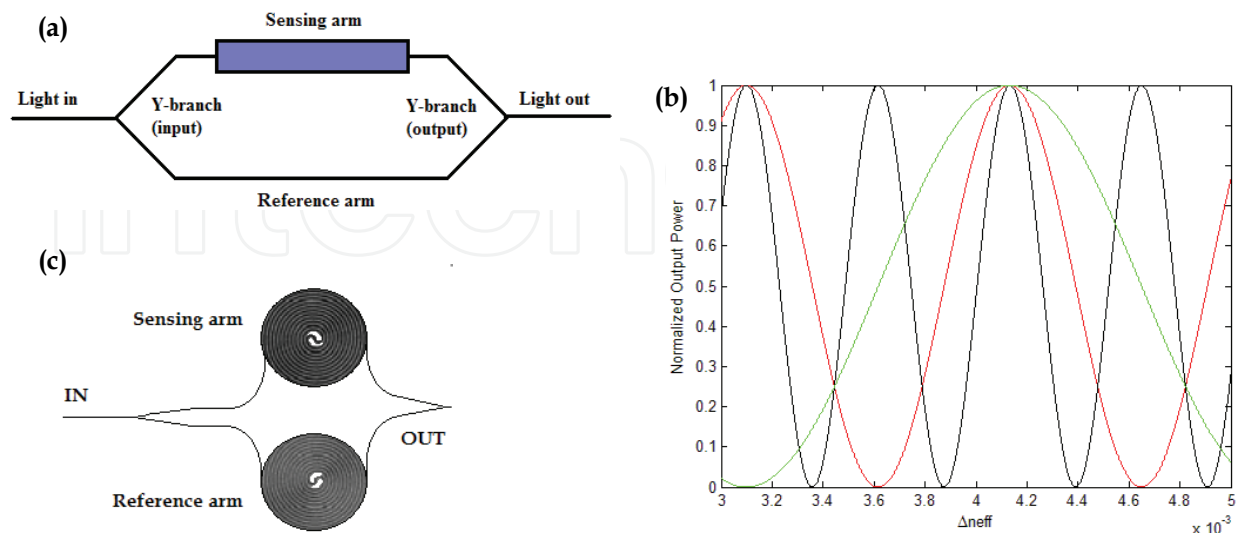 (a)
Sensing arm
Light in
Y-branch
(input)
Y-branch
(output)
Light out
Reference arm
(b)
Normalized Output Power
1
0.9
0.8
0.7
0.6
0.5
0.4
0.3
0.2
0.1
0
3
3.2
3.4
3.6
3.8
4
4.2
4.4
4.6
4.8
5
Δneff
x 10-3
(c)
Sensing arm
IN
OUT
Reference arm